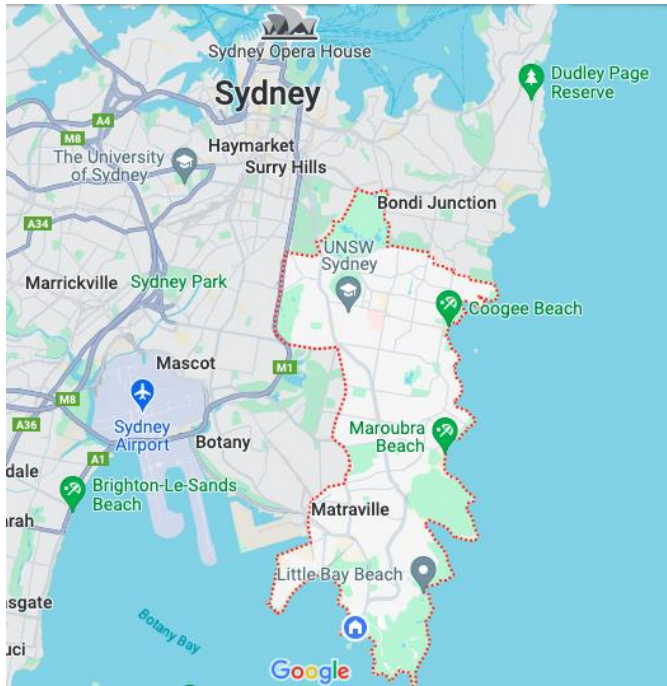 Sydney Opera House
Sydney
Dudley Page
Reserve
A4
M8
Haymarket
The University
of Sydney
Surry Hills
Bondi Junction
A34
UNSW
Sydney
Marrickville
Sydney Park
Coogee Beach
Mascot
M1
M8
Sydney
Airport
A36
Botany
Maroubra
Beach
A1
dale
Brighton-Le-Sands
Beach
Matraville
arah
Little Bay Beach
sgate
Botany Bay
uci
Google